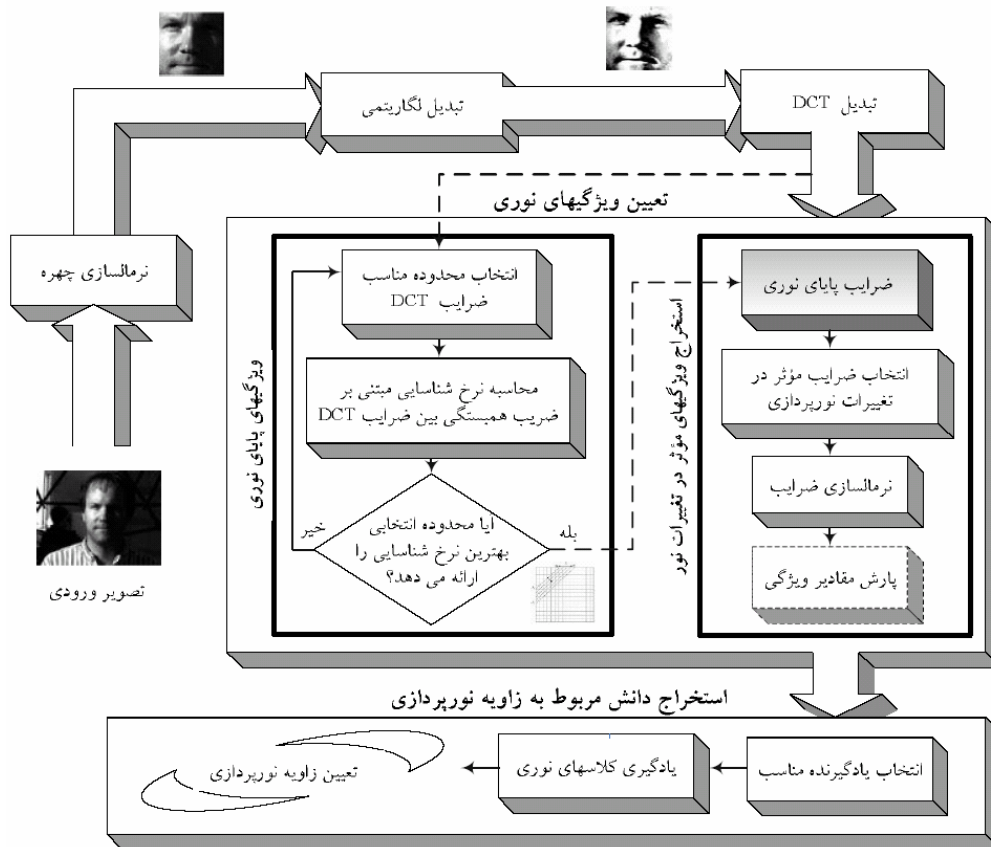 تبدیل لگاریتمی
تبدیل DCT
نرمالسازی چهره
تصویر ورودی
تعیین ویژگیهای نوری
ویژگیهای پایای نوری
انتخاب محدوده مناسب
ضرایب DCT
محاسبه نرخ شناسایی مبتنی بر
ضریب همبستگی بین ضرایب DCT
آیا محدوده انتخابی
بهترین نرخ شناسایی را
ارائه می دهد؟
خیر
بله
استخراج ویژگیهای مؤثر در تغییرات نور
ضرایب پایای نوری
انتخاب ضرایب مؤثر در
تغییرات نورپردازی
نرمالسازی ضرایب
پارش مقادیر ویژگی
استخراج دانش مربوط به زاویه نورپردازی
انتخاب یادگیرنده مناسب
یادگیری کلاسهای نوری
تعیین زاویه نورپردازی